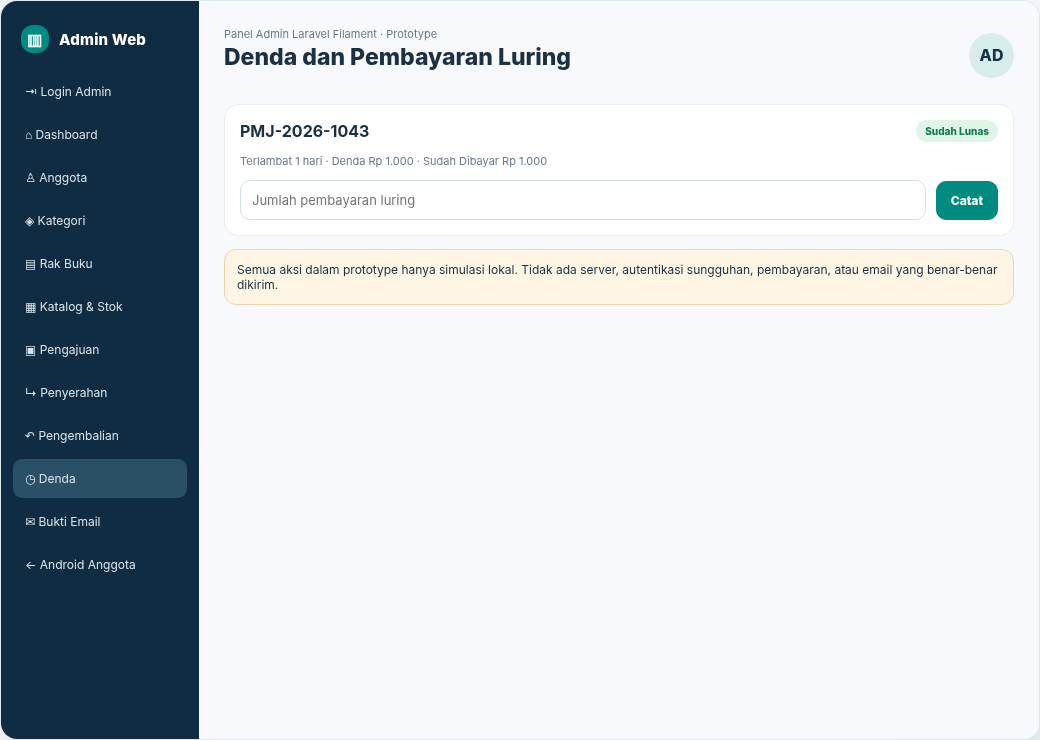 Admin Web
Login Admin
Dashboard
Anggota
Kategori
Rak Buku
Katalog & Stok
Pengajuan
Penyerahan
Pengembalian
Denda
Bukti Email
Android Anggota
Panel Admin Laravel Filament · Prototype
Denda dan Pembayaran Luring
AD
PMJ-2026-1043
Sudah Lunas
Terlambat 1 hari · Denda Rp 1.000 · Sudah Dibayar Rp 1.000
Jumlah pembayaran luring
Catat
Semua aksi dalam prototype hanya simulasi lokal. Tidak ada server, autentikasi sungguhan, pembayaran, atau email yang benar-benar
dikirim.